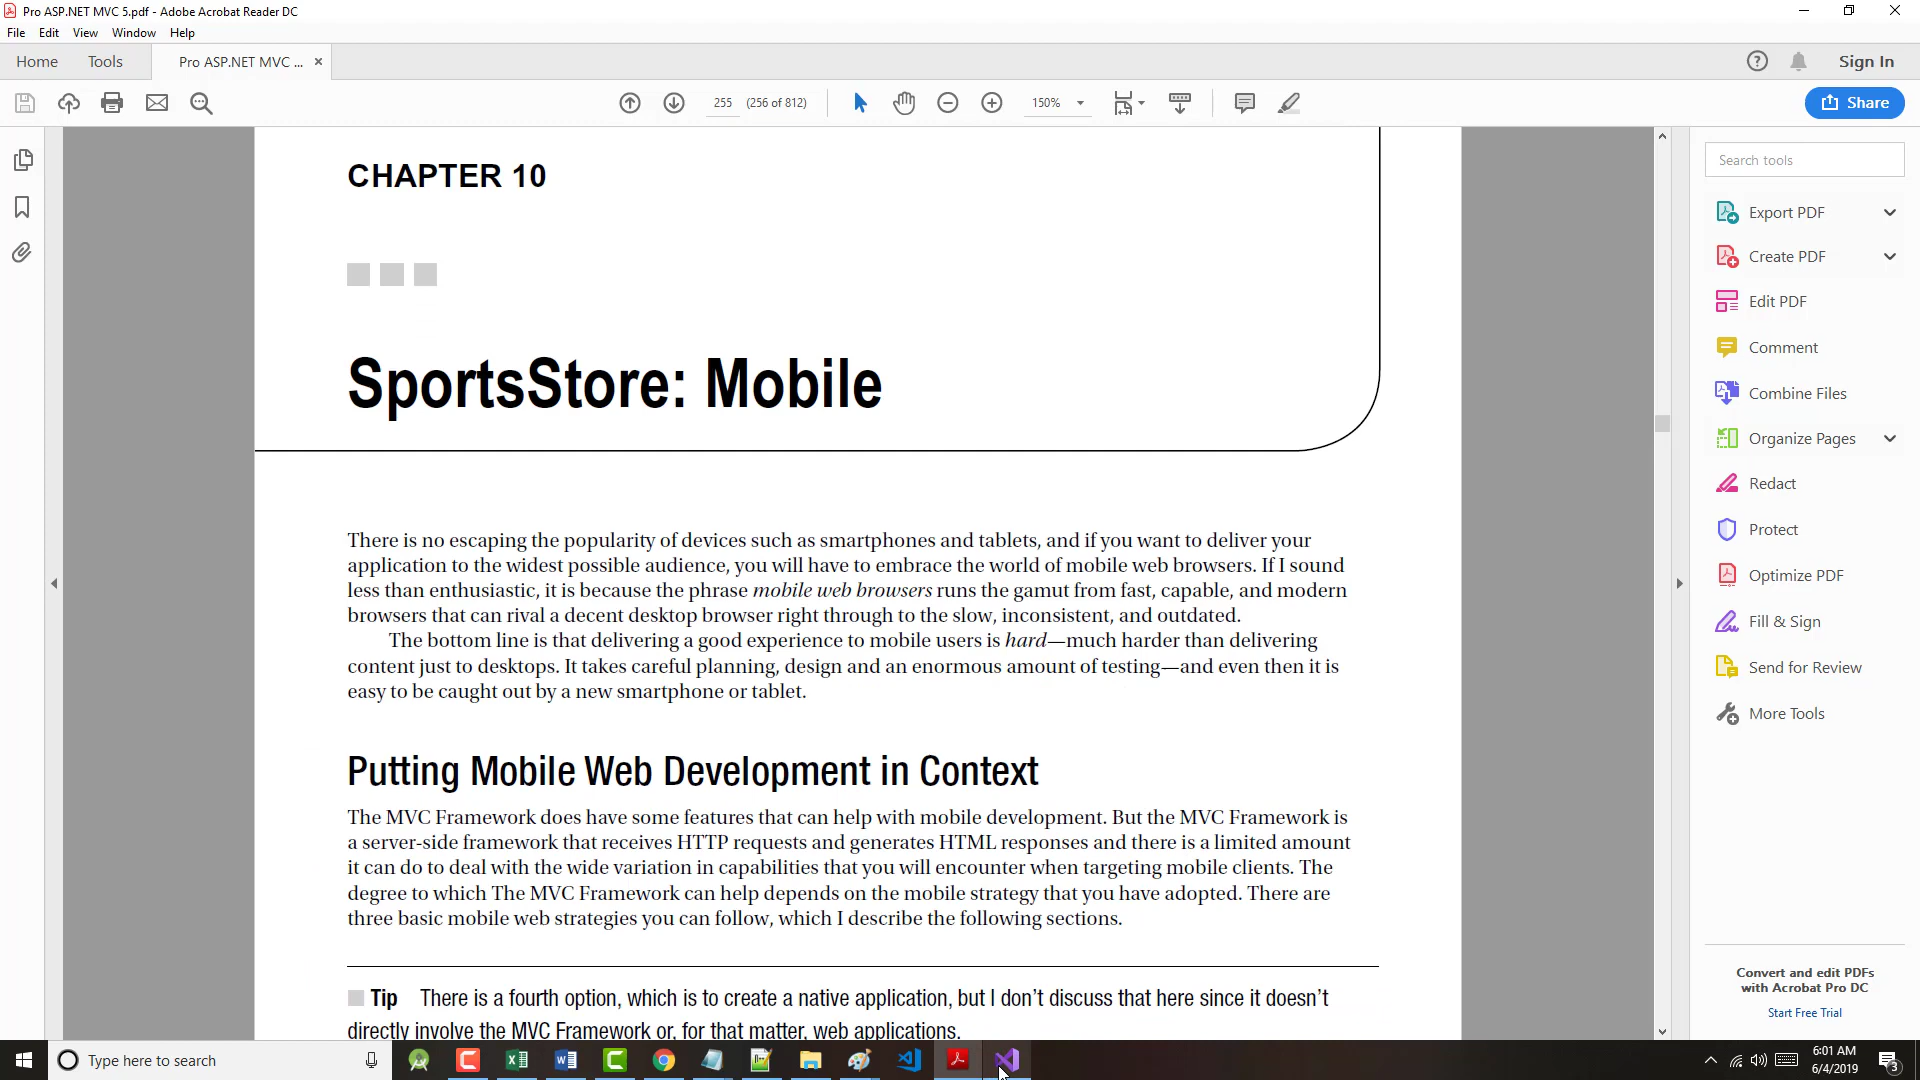 Pro ASP.NET MVC 5.pdf - Adobe Acrobat Reader DC
File Edit View Window Help
Home Tools Pro ASP.NET MVC ... × Sign In
255 (256 of 812) 150% Share
CHAPTER 10
SportsStore: Mobile
There is no escaping the popularity of devices such as smartphones and tablets, and if you want to deliver your
application to the widest possible audience, you will have to embrace the world of mobile web browsers. If I sound
less than enthusiastic, it is because the phrase mobile web browsers runs the gamut from fast, capable, and modern
browsers that can rival a decent desktop browser right through to the slow, inconsistent, and outdated.
The bottom line is that delivering a good experience to mobile users is hard—much harder than delivering
content just to desktops. It takes careful planning, design and an enormous amount of testing—and even then it is
easy to be caught out by a new smartphone or tablet.
Putting Mobile Web Development in Context
The MVC Framework does have some features that can help with mobile development. But the MVC Framework is
a server-side framework that receives HTTP requests and generates HTML responses and there is a limited amount
it can do to deal with the wide variation in capabilities that you will encounter when targeting mobile clients. The
degree to which The MVC Framework can help depends on the mobile strategy that you have adopted. There are
three basic mobile web strategies you can follow, which I describe the following sections.
Tip There is a fourth option, which is to create a native application, but I don't discuss that here since it doesn't
directly involve the MVC Framework or, for that matter, web applications.
Search tools
Export PDF
Create PDF
Edit PDF
Comment
Combine Files
Organize Pages
Redact
Protect
Optimize PDF
Fill & Sign
Send for Review
More Tools
Convert and edit PDFs
with Acrobat Pro DC
Start Free Trial
Type here to search
6:01 AM
6/4/2019
3